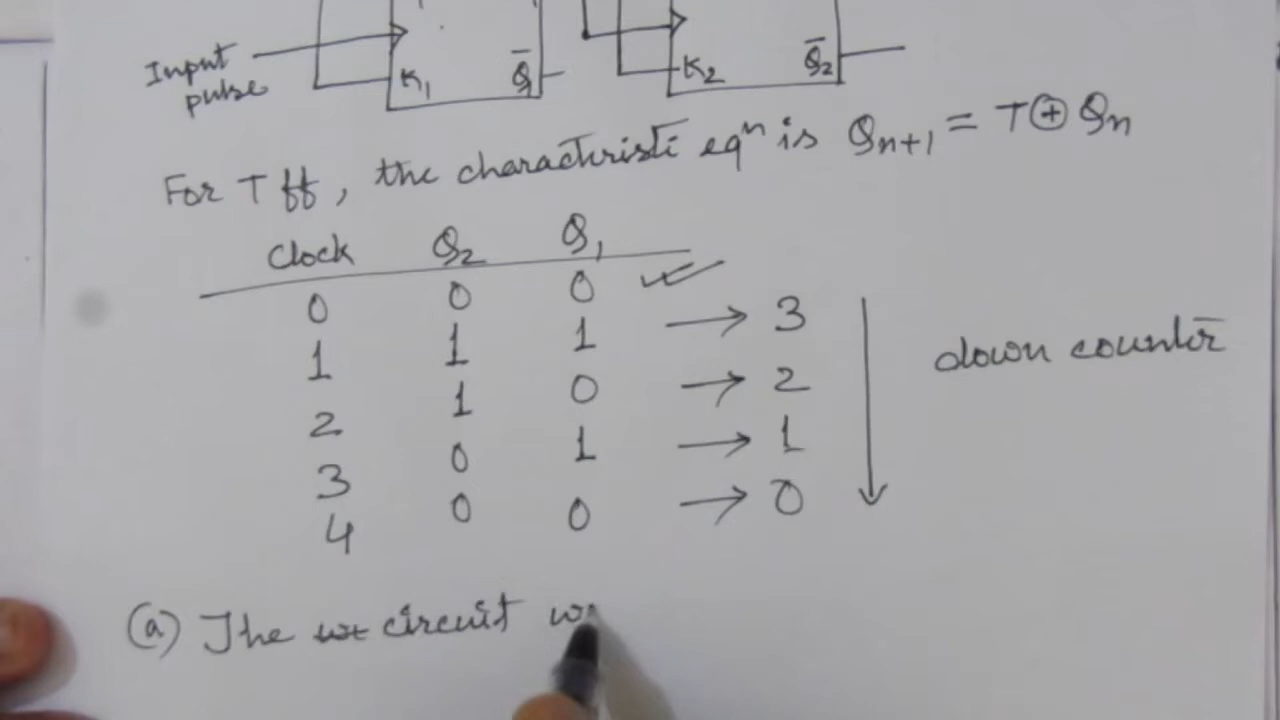 Input
pulse
K1 Q̅1 K2 Q̅2
For T ff, the characteristi eqⁿ is Qn+1 = T ⊕ Qn
Clock Q2 Q1
0 0 0
1 1 1 → 3
2 1 0 → 2
3 0 1 → 1
4 0 0 → 0
down counter
(a) The circuit